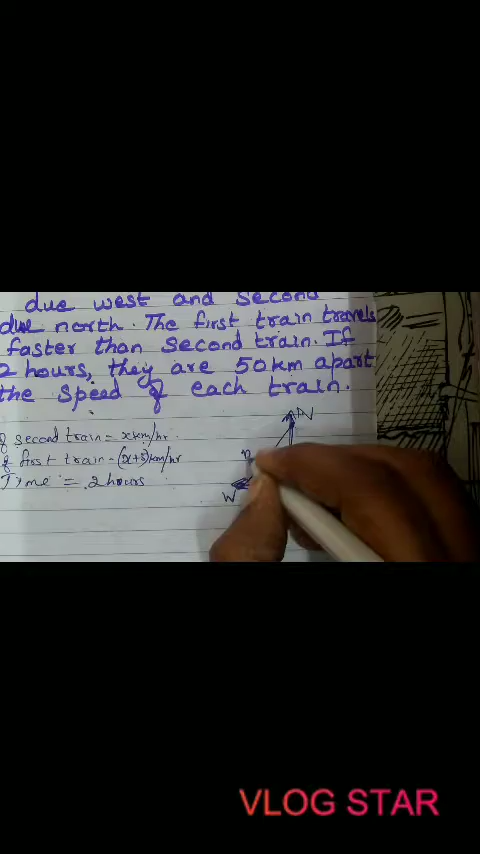 due west and second
due north. The first train travels
faster than second train. If
2 hours, they are 50km apart
the speed of each train.
of second train = x km/hr.
of first train = (x+5)km/hr
Time = 2 hours
N
W
VLOG STAR